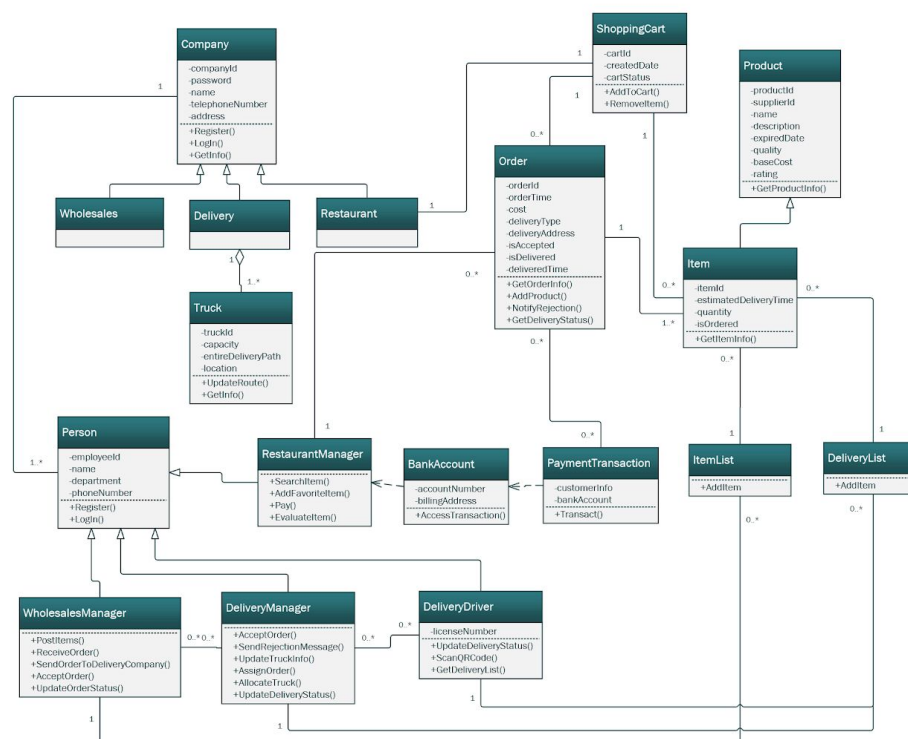 Company
-companyId
-password
-name
-telephoneNumber
-address
+Register()
+LogIn()
+GetInfo()
1
ShoppingCart
-cartId
-createdDate
-cartStatus
+AddToCart()
+RemoveItem()
1
1
1
Product
-productId
-supplierId
-name
-description
-expiredDate
-quality
-baseCost
-rating
+GetProductInfo()
Wholesales
Delivery
1
1..*
Restaurant
1
Order
-orderId
-orderTime
-cost
-deliveryType
-deliveryAddress
-isAccepted
-isDelivered
-deliveredTime
+GetOrderInfo()
+AddProduct()
+NotifyRejection()
+GetDeliveryStatus()
0..*
0..*
1
0..*
Truck
-truckId
-capacity
-entireDeliveryPath
-location
+UpdateRoute()
+GetInfo()
Item
-itemId
-estimatedDeliveryTime
-quantity
-isOrdered
+GetItemInfo()
0..*
0..*
1..*
0..*
Person
-employeeId
-name
-department
-phoneNumber
+Register()
+LogIn()
1..*
RestaurantManager
+SearchItem()
+AddFavoriteItem()
+Pay()
+EvaluateItem()
1
BankAccount
-accountNumber
-billingAddress
+AccessTransaction()
PaymentTransaction
-customerInfo
-bankAccount
+Transact()
0..*
ItemList
+AddItem
1
0..*
DeliveryList
+AddItem
1
0..*
WholesalesManager
+PostItems()
+ReceiveOrder()
+SendOrderToDeliveryCompany()
+AcceptOrder()
+UpdateOrderStatus()
0..*
0..*
1
DeliveryManager
+AcceptOrder()
+SendRejectionMessage()
+UpdateTruckInfo()
+AssignOrder()
+AllocateTruck()
+UpdateDeliveryStatus()
0..*
0..*
1
DeliveryDriver
-licenseNumber
+UpdateDeliveryStatus()
+ScanQRCode()
+GetDeliveryList()
1